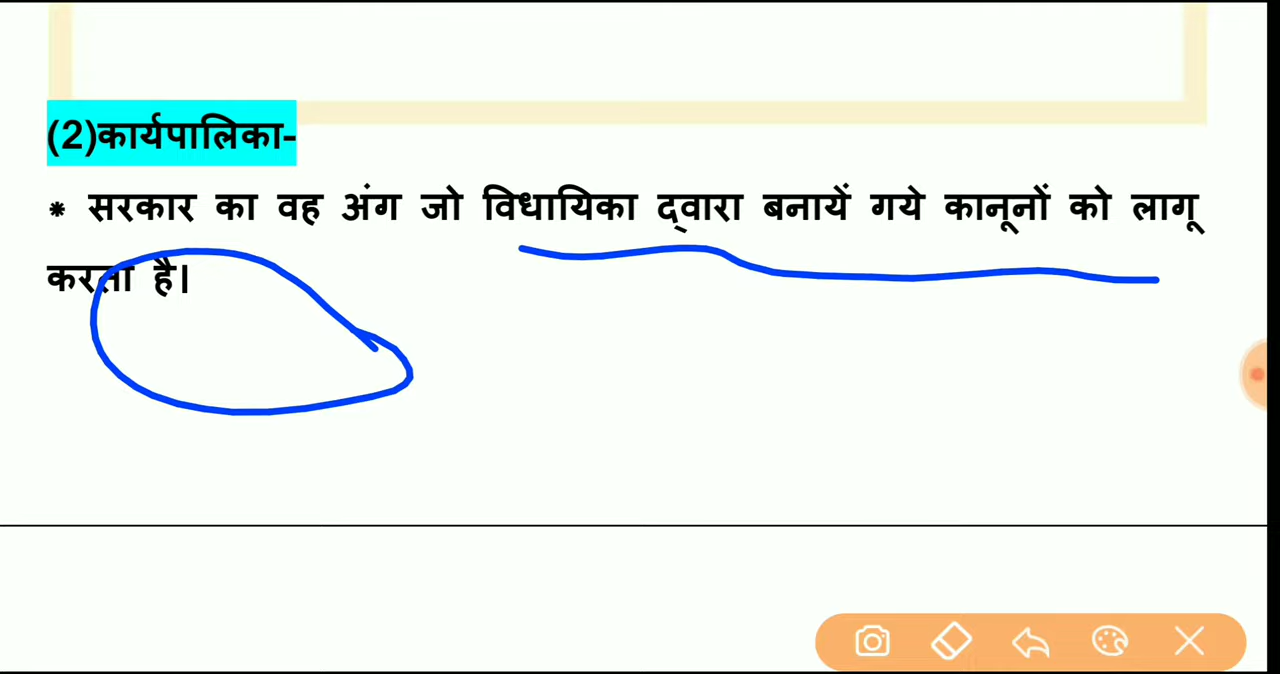 (2)कार्यपालिका-
* सरकार का वह अंग जो विधायिका द्वारा बनायें गये कानूनों को लागू
करता है।